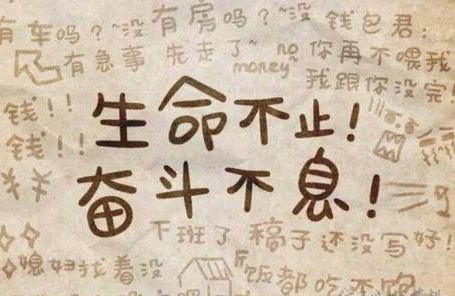 有车吗？~没
有房吗？~没
钱包君：
有急事 先走了~
no money
你再不喂我
我跟你没完！
钱！！
钱！！
¥¥
生命不止！
奋斗不息！
下班了 稿子还没写好！
媳妇找着没
饭都吃不饱